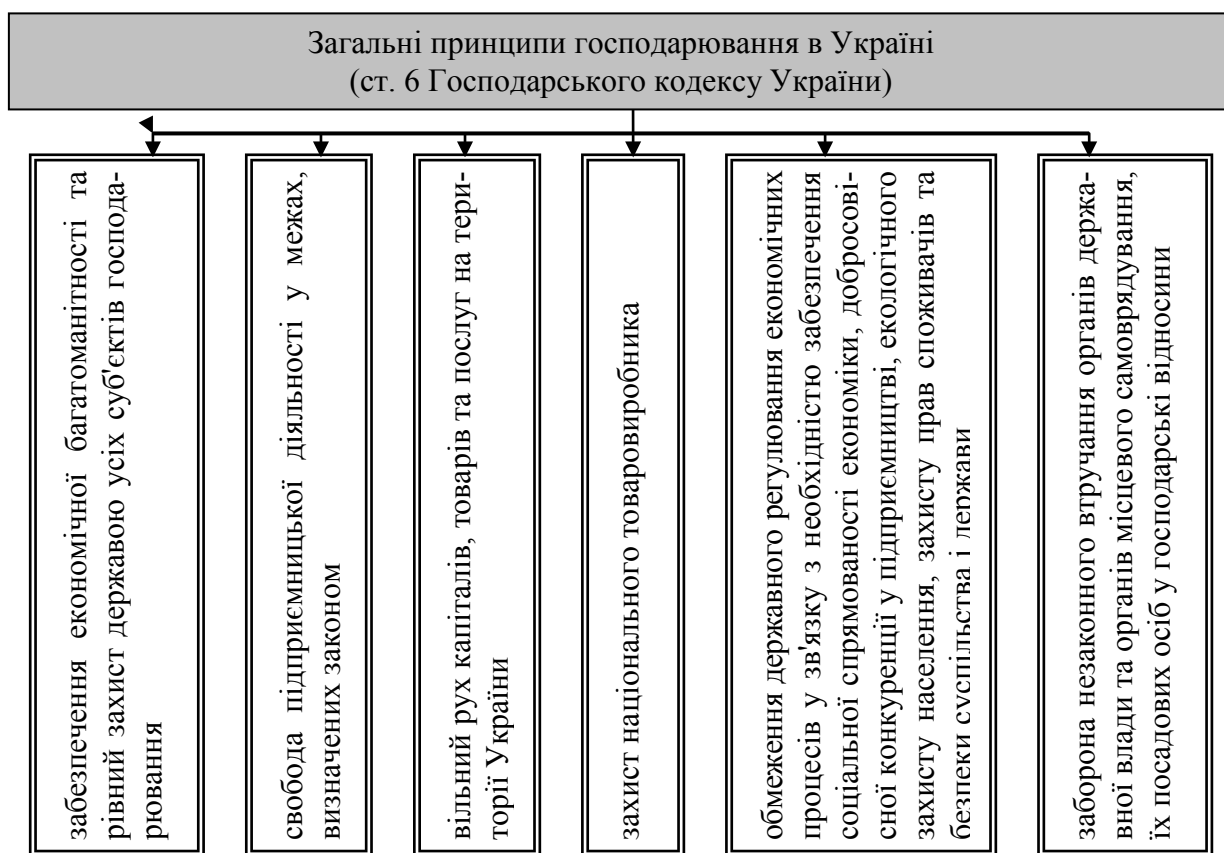 Загальні принципи господарювання в Україні
(ст. 6 Господарського кодексу України)
забезпечення економічної багатоманітності та
рівний захист державою усіх суб'єктів господа-
рювання
свобода підприємницької діяльності у межах,
визначених законом
вільний рух капіталів, товарів та послуг на тери-
торії України
захист національного товаровиробника
обмеження державного регулювання економічних
процесів у зв'язку з необхідністю забезпечення
соціальної спрямованості економіки, добросові-
сної конкуренції у підприємництві, екологічного
захисту населення, захисту прав споживачів та
безпеки суспільства і держави
заборона незаконного втручання органів держа-
вної влади та органів місцевого самоврядування,
їх посадових осіб у господарські відносини